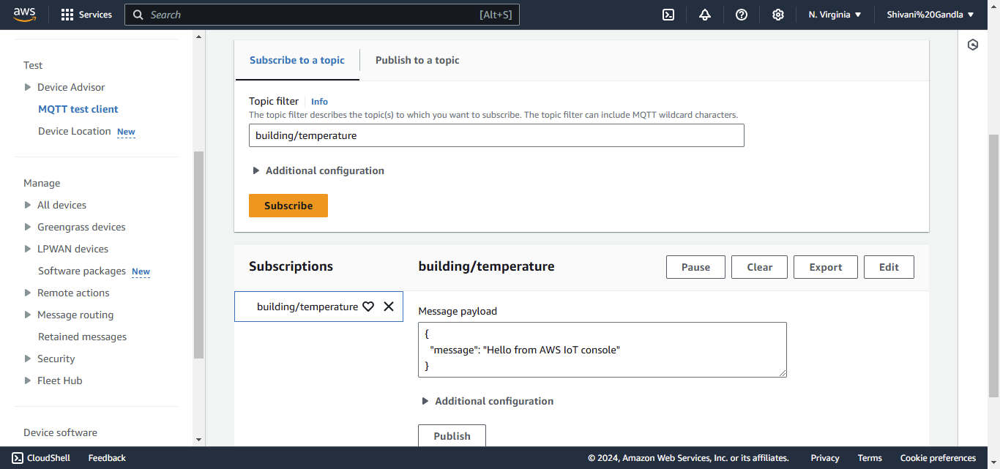 aws
Services
Search
[Alt+S]
N. Virginia
Shivani%20Gandla
Test
Device Advisor
MQTT test client
Device Location New
Manage
All devices
Greengrass devices
LPWAN devices
Software packages New
Remote actions
Message routing
Retained messages
Security
Fleet Hub
Device software
Subscribe to a topic
Publish to a topic
Topic filter Info
The topic filter describes the topic(s) to which you want to subscribe. The topic filter can include MQTT wildcard characters.
building/temperature
Additional configuration
Subscribe
Subscriptions
building/temperature
building/temperature
Pause
Clear
Export
Edit
Message payload
{
"message": "Hello from AWS IoT console"
}
Additional configuration
Publish
CloudShell
Feedback
© 2024, Amazon Web Services, Inc. or its affiliates.
Privacy
Terms
Cookie preferences